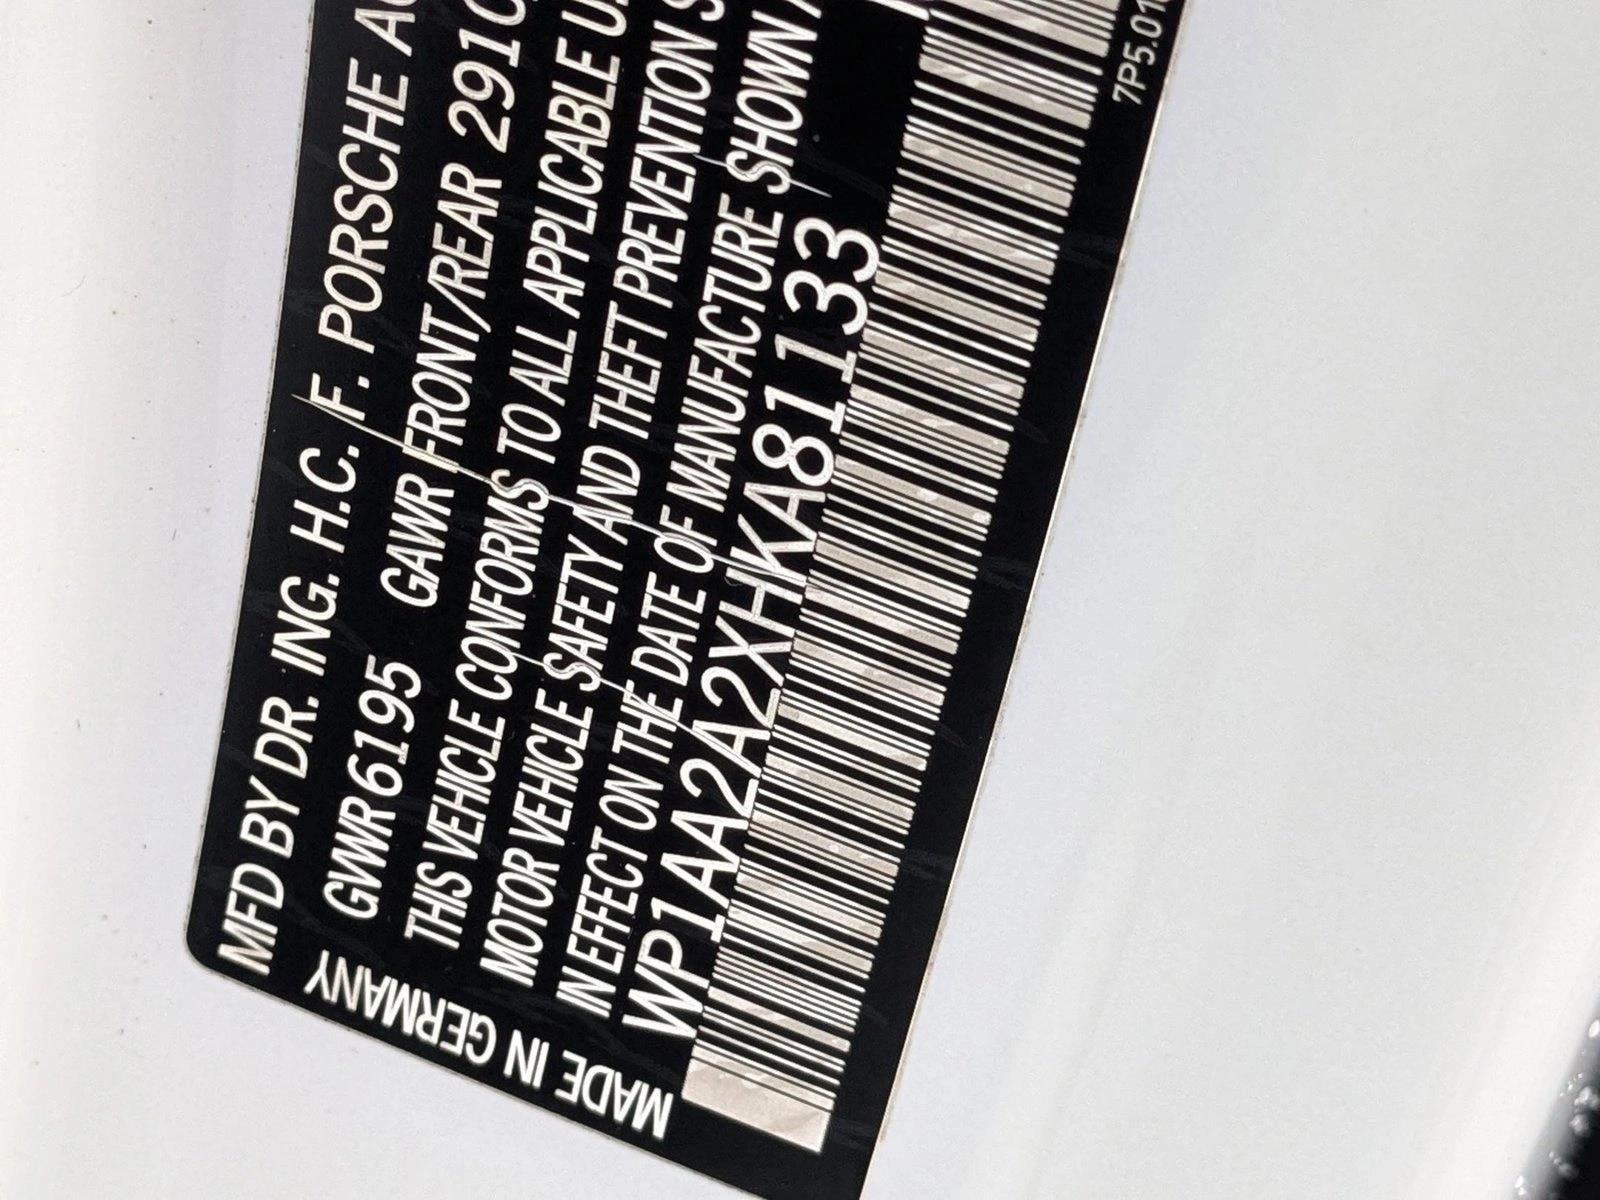 MFD BY DR. ING. H.C. F. PORSCHE
GVWR 6195 GAWR FRONT/REAR 2910
THIS VEHICLE CONFORMS TO ALL APPLICABLE
MOTOR VEHICLE SAFETY AND THEFT PREVENTION
IN EFFECT ON THE DATE OF MANUFACTURE SHOWN
WP1AA2A2XHKA81133
MADE IN GERMANY
7P5.01